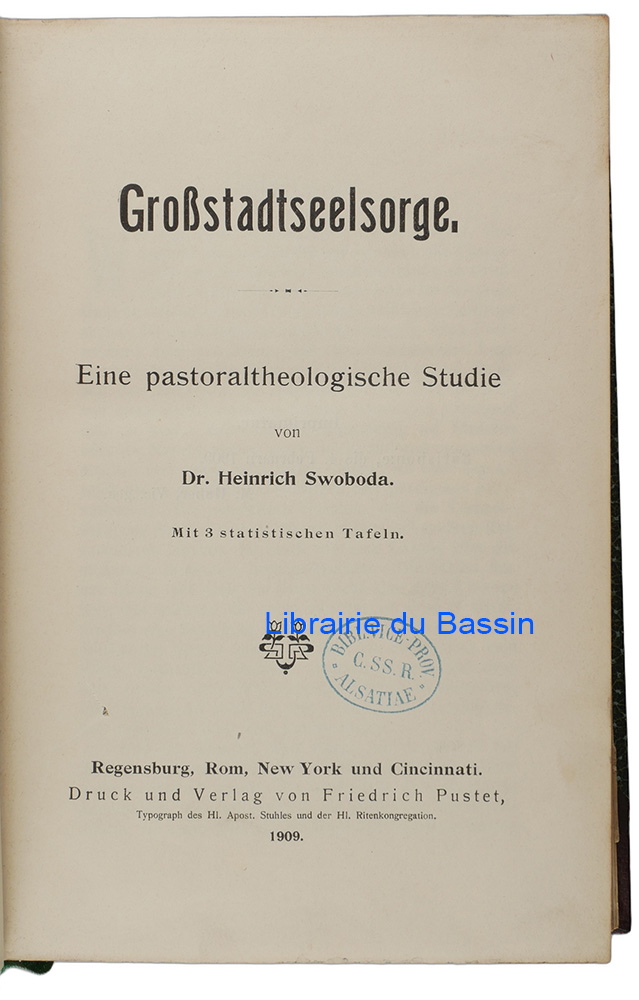 Großstadtseelsorge.
Eine pastoraltheologische Studie
von
Dr. Heinrich Swoboda.
Mit 3 statistischen Tafeln.
Librairie du Bassin
BIBL VICE-PROV.
C. SS. R.
ALSATIAE
Regensburg, Rom, New York und Cincinnati.
Druck und Verlag von Friedrich Pustet,
Typograph des Hl. Apost. Stuhles und der Hl. Ritenkongregation.
1909.